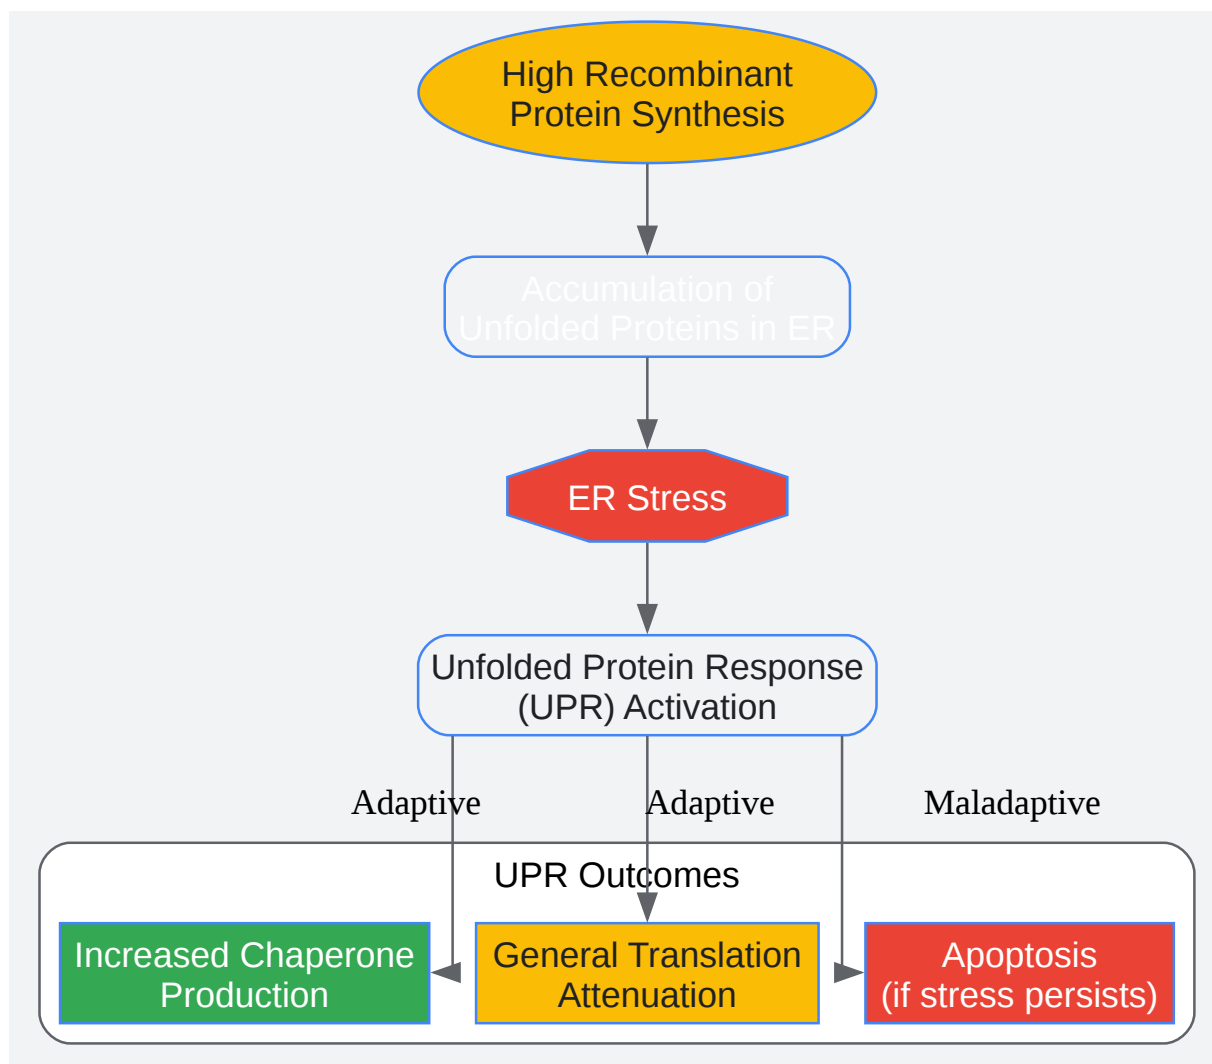 High Recombinant
Protein Synthesis
Accumulation of
Unfolded Proteins in ER
ER Stress
Unfolded Protein Response
(UPR) Activation
Adaptive
Adaptive
Maladaptive
UPR Outcomes
Increased Chaperone
Production
General Translation
Attenuation
Apoptosis
(if stress persists)